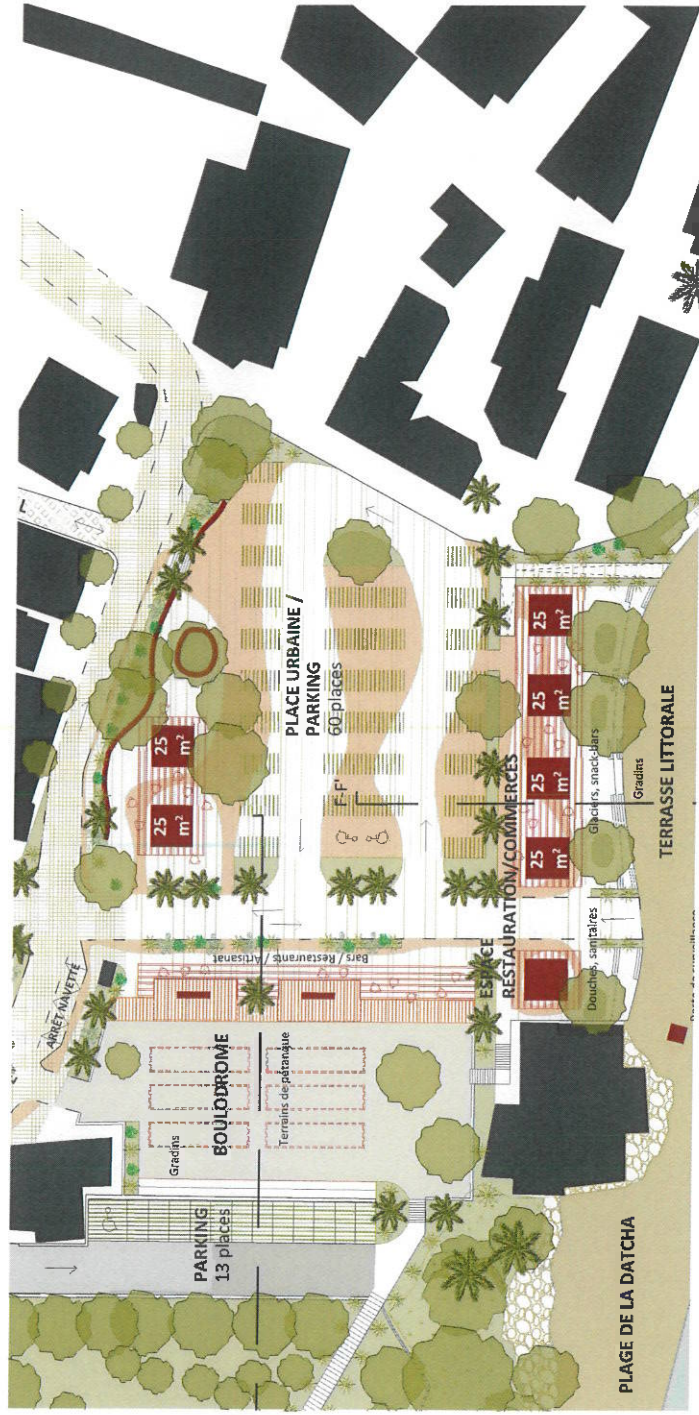 ARRÊT NAVETTE
PARKING
13 places
Gradins
BOULODROME
Terrains de pétanque
Bars/ Restaurants / Artisanat
25
m²
25
m²
PLACE URBAINE /
PARKING
60 places
F-F'
ESPACE
RESTAURATION/COMMERCES
25
m²
25
m²
25
m²
25
m²
Douches, sanitaires
Glaciers, snack-bars
Gradins
TERRASSE LITTORALE
PLAGE DE LA DATCHA